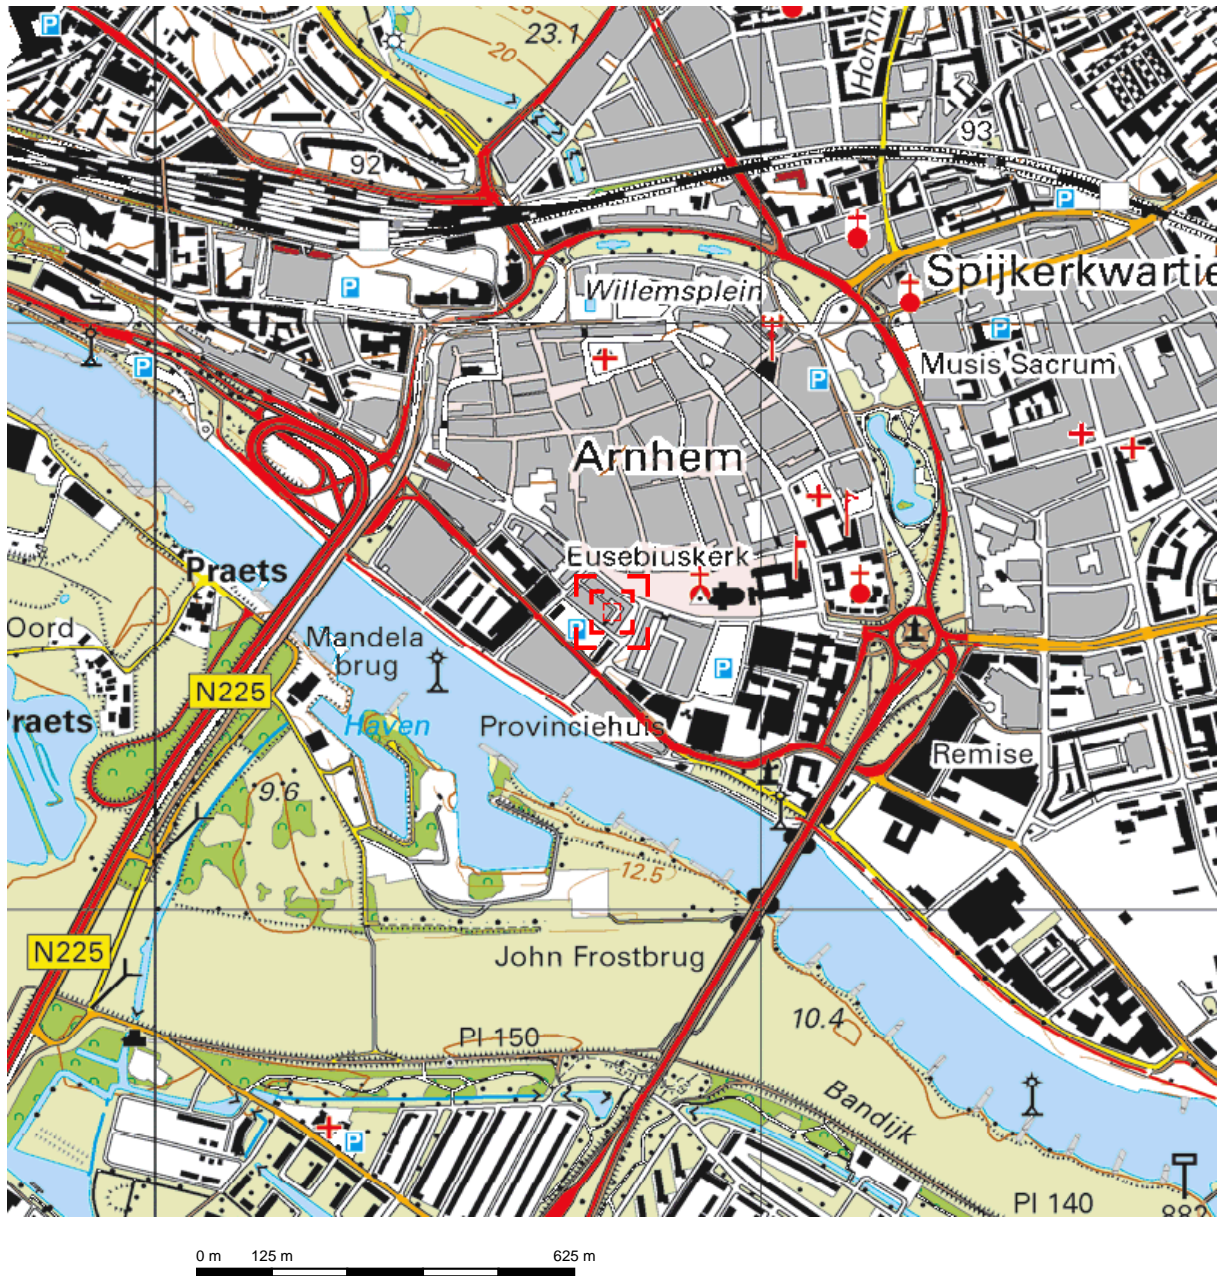 P
25
20
23.1
Homm
93
92
P
Spijkerkwartie
P
Willemsplein
P
P
Musis Sacrum
P
Arnhem
Eusebiuskerk
Praets
Oord
P
Mandela
brug
P
N225
Praets
Haven
Provinciehuis
Remise
9.6
12.5
N225
John Frostbrug
10.4
Pl 150
Bandijk
P
Pl 140
882
0 m
125 m
625 m